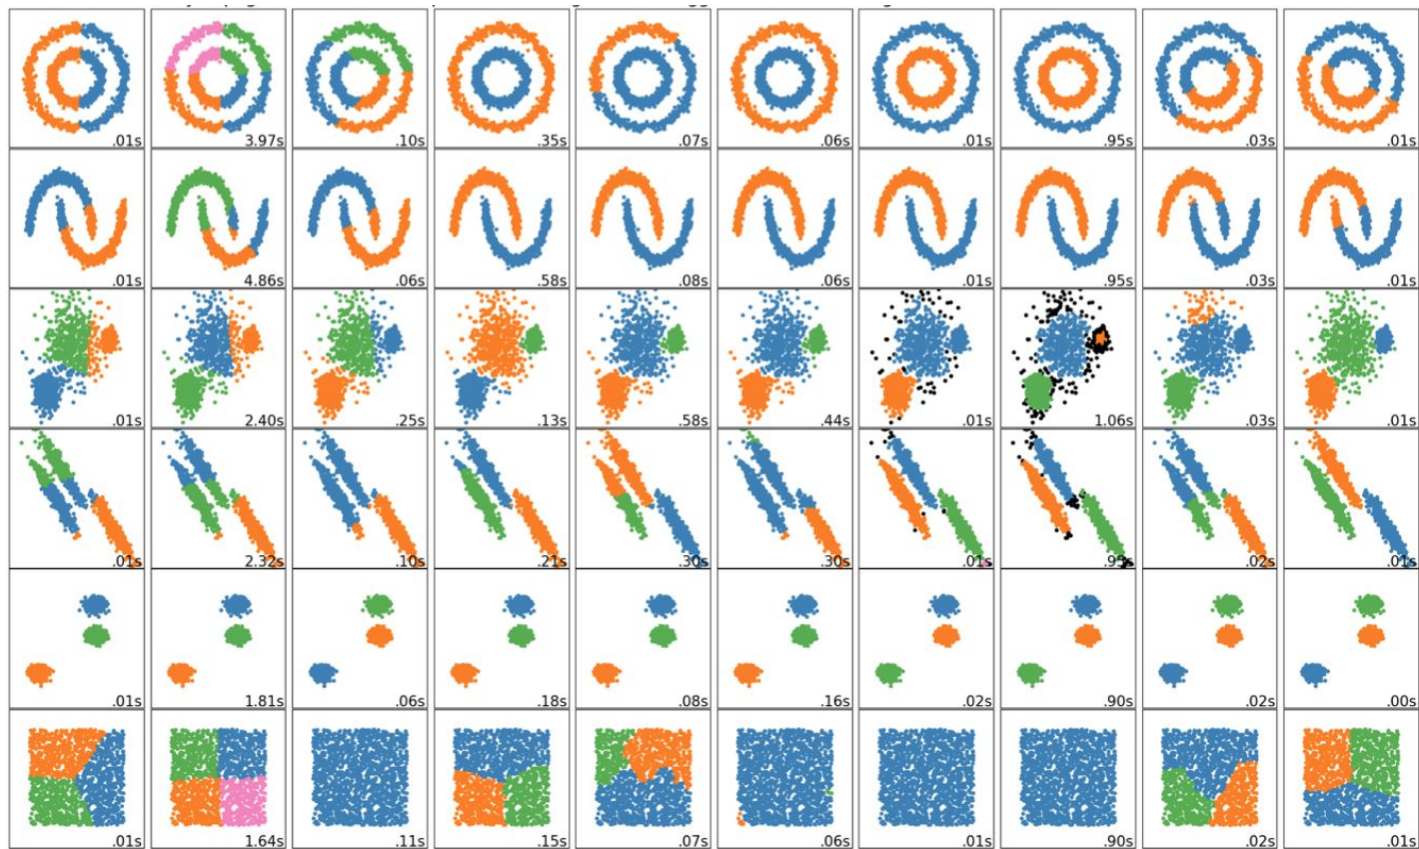 .01s 3.97s .10s .35s .07s .06s .01s .95s .03s .01s
.01s 4.86s .06s .58s .08s .06s .01s .95s .03s .01s
.01s 2.40s .25s .13s .58s .44s .01s 1.06s .03s .01s
.01s 2.32s .10s .21s .30s .30s .01s .95s .02s .01s
.01s 1.81s .06s .18s .08s .16s .02s .90s .02s .00s
.01s 1.64s .11s .15s .07s .06s .01s .90s .02s .01s